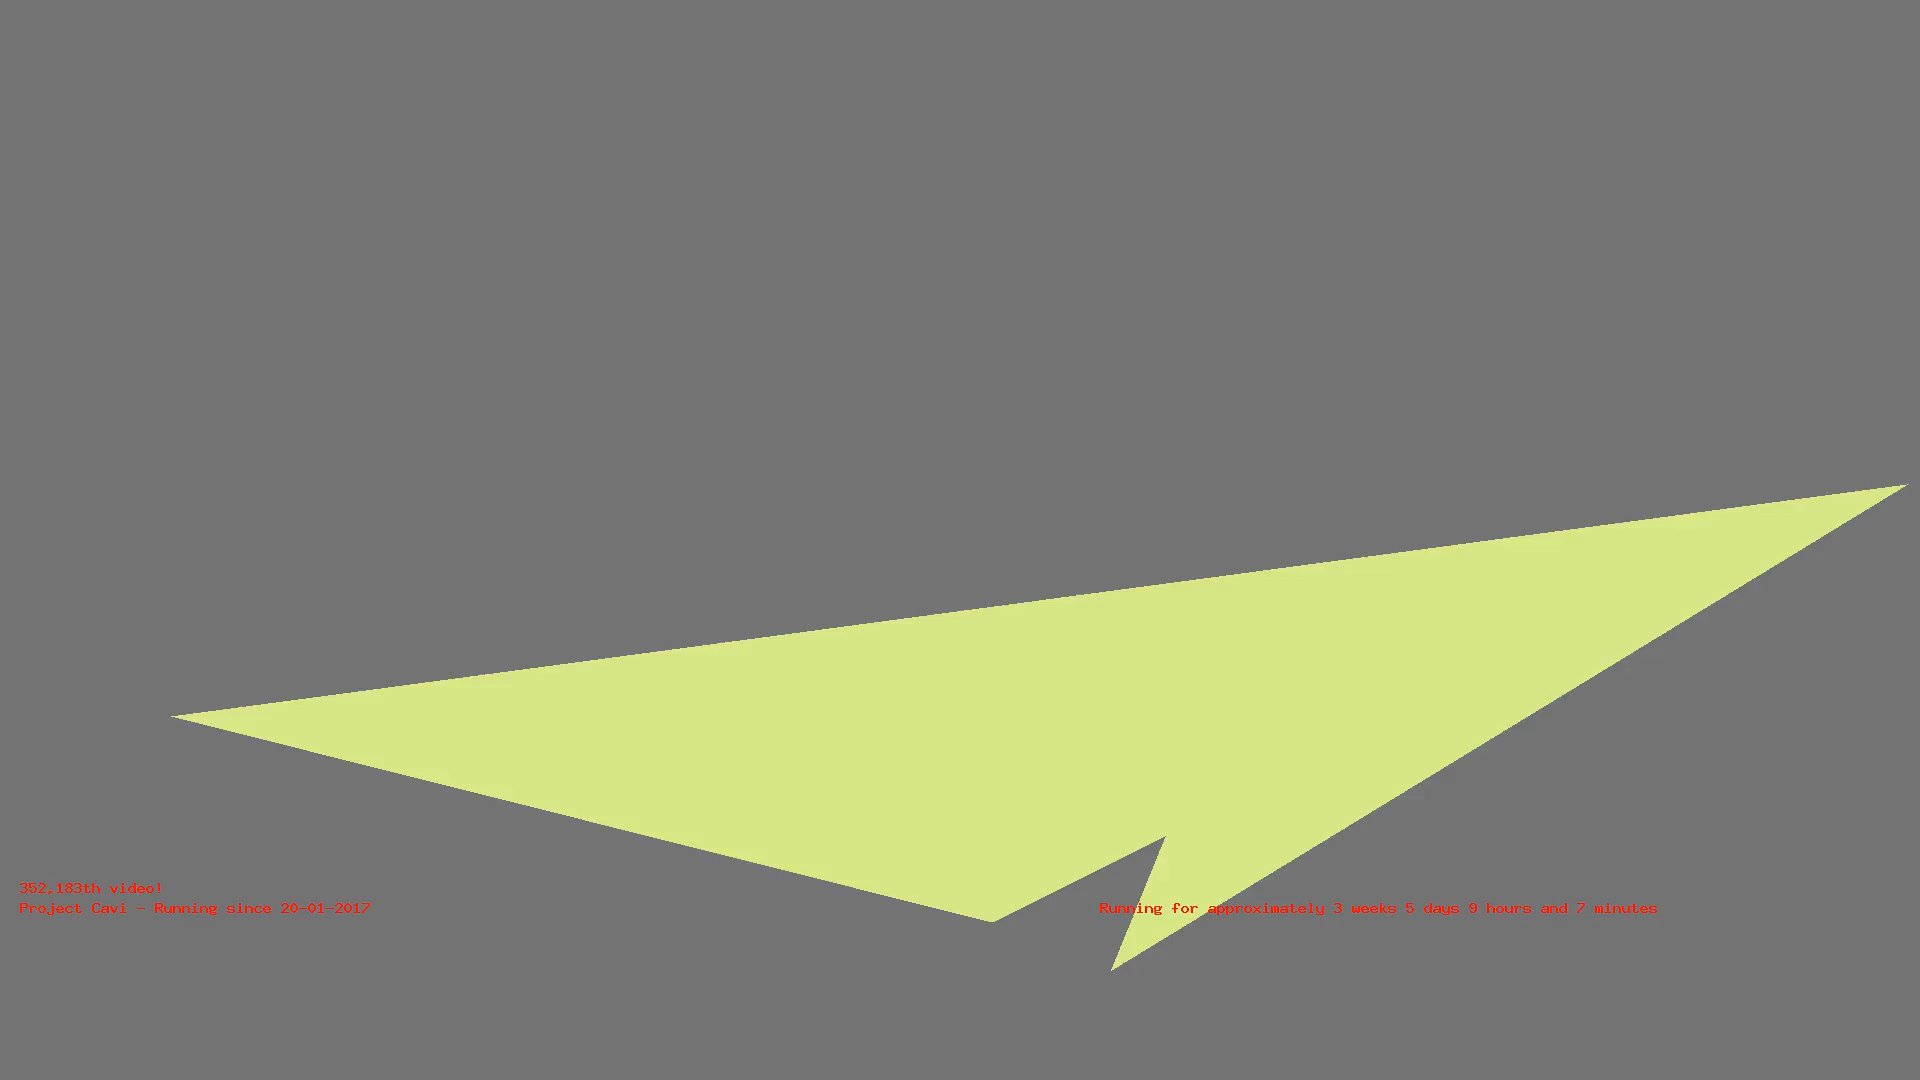 352,183th video!
Project Cavi - Running since 20-01-2017
Running for approximately 3 weeks 5 days 9 hours and 7 minutes